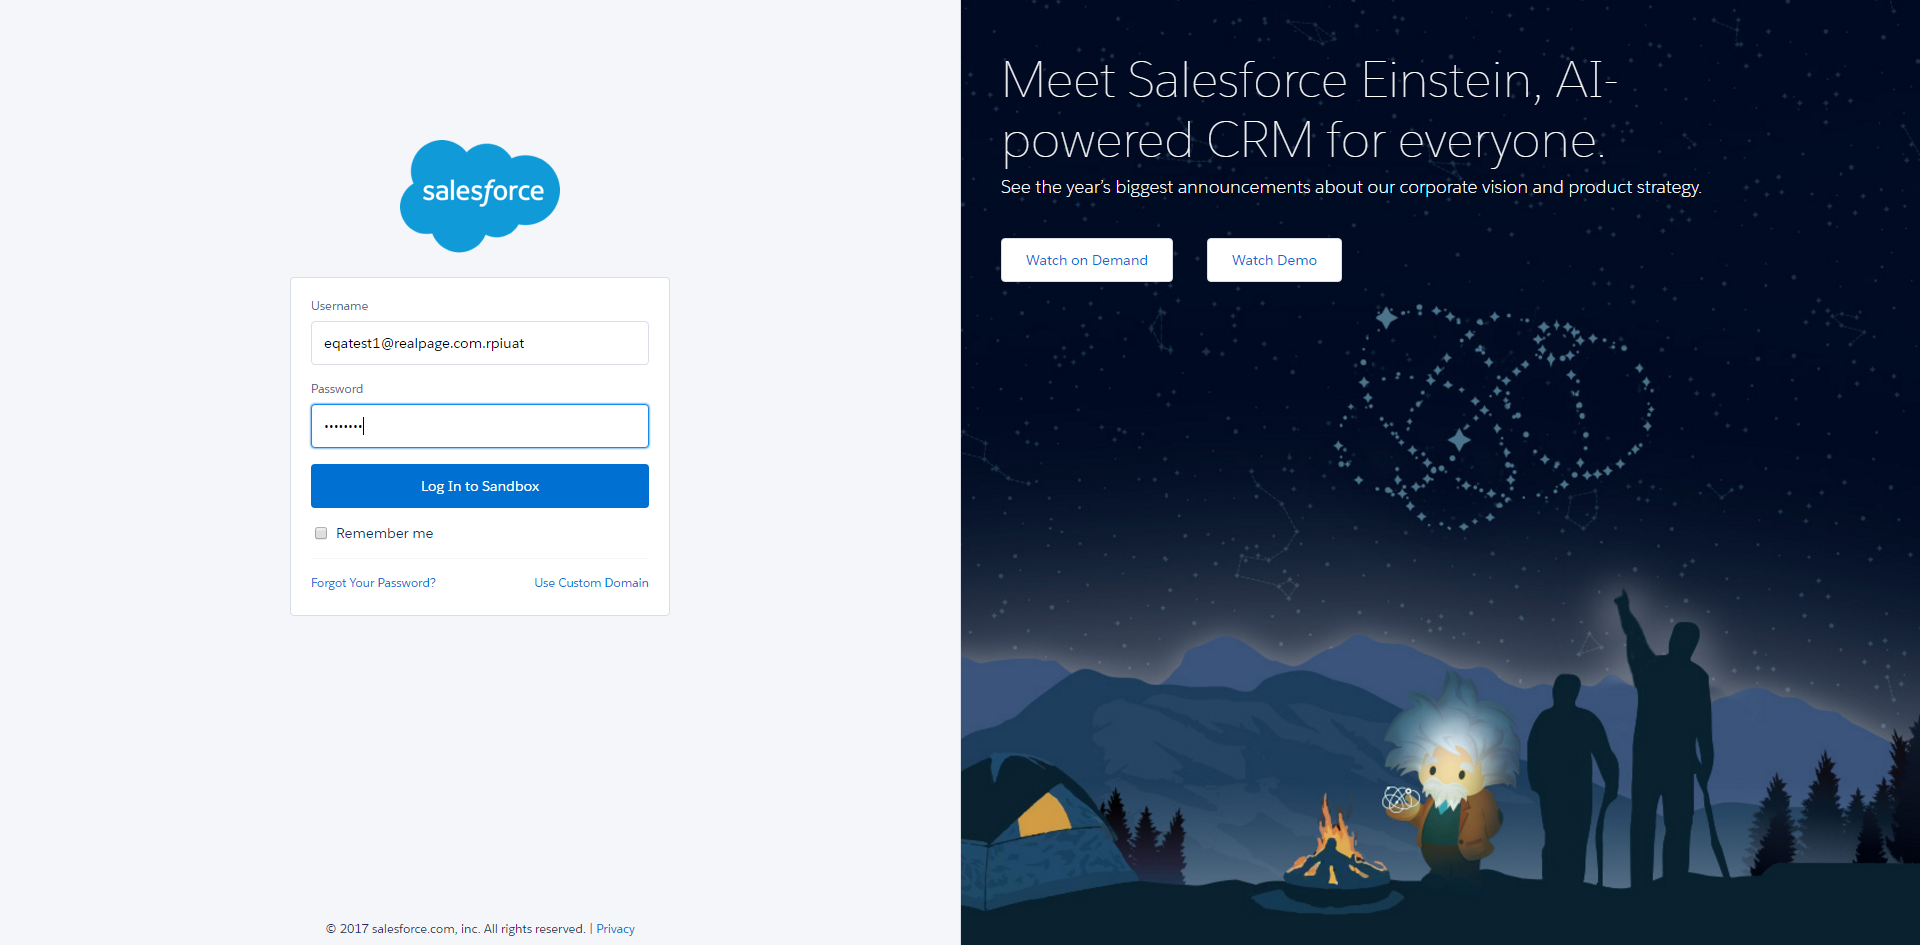 salesforce
Username
eqatest1@realpage.com.rpiuat
Password
••••••••
Log In to Sandbox
Remember me
Forgot Your Password?
Use Custom Domain
© 2017 salesforce.com, inc. All rights reserved. | Privacy
Meet Salesforce Einstein, AI-
powered CRM for everyone.
See the year’s biggest announcements about our corporate vision and product strategy.
Watch on Demand
Watch Demo